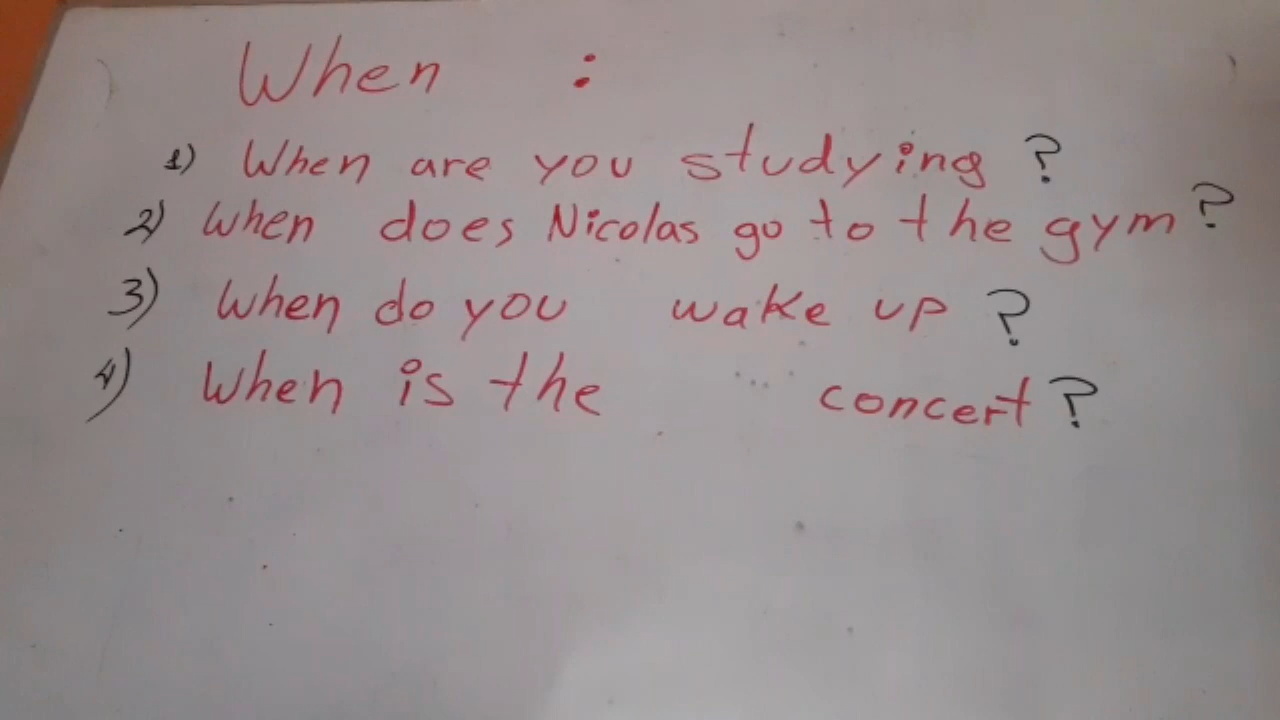 When :
1) When are you studying?
2) When does Nicolas go to the gym?
3) When do you wake up?
4) When is the concert?